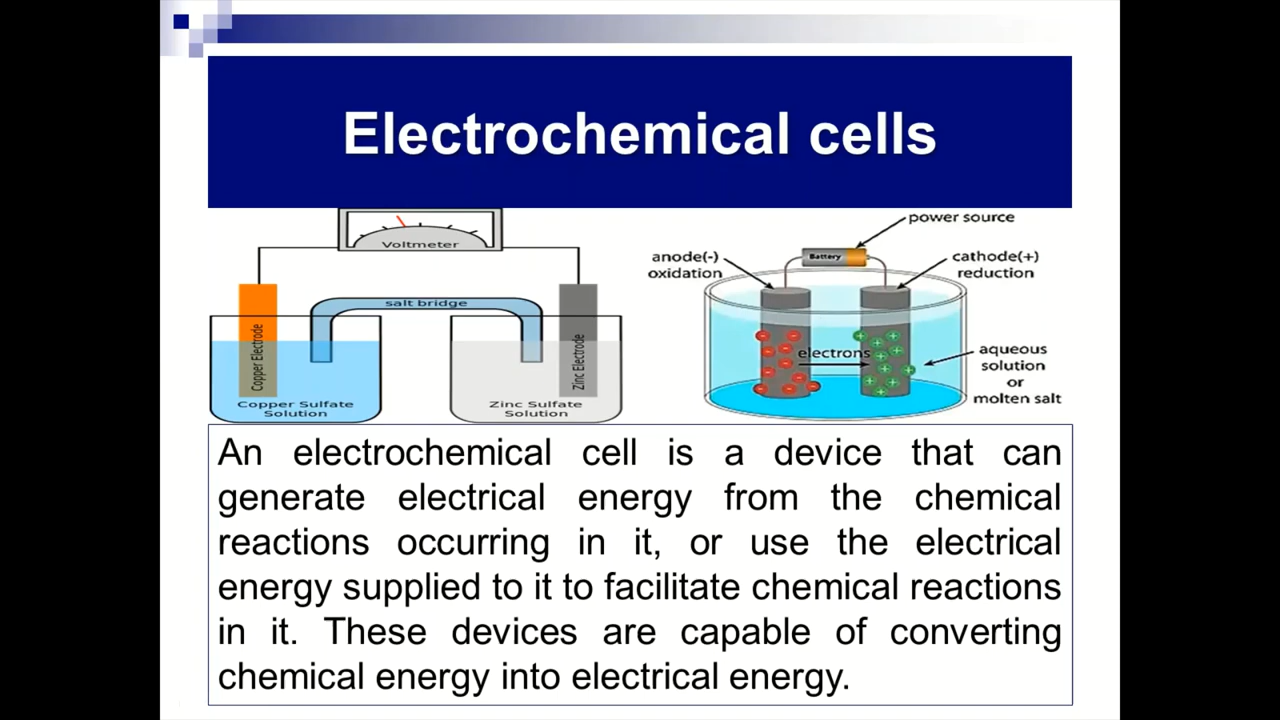 Electrochemical cells
Voltmeter
salt bridge
Copper Electrode
Zinc Electrode
Copper Sulfate
Solution
Zinc Sulfate
Solution
power source
Battery
anode(-)
oxidation
cathode(+)
reduction
electrons
aqueous
solution
or
molten salt
An electrochemical cell is a device that can
generate electrical energy from the chemical
reactions occurring in it, or use the electrical
energy supplied to it to facilitate chemical reactions
in it. These devices are capable of converting
chemical energy into electrical energy.